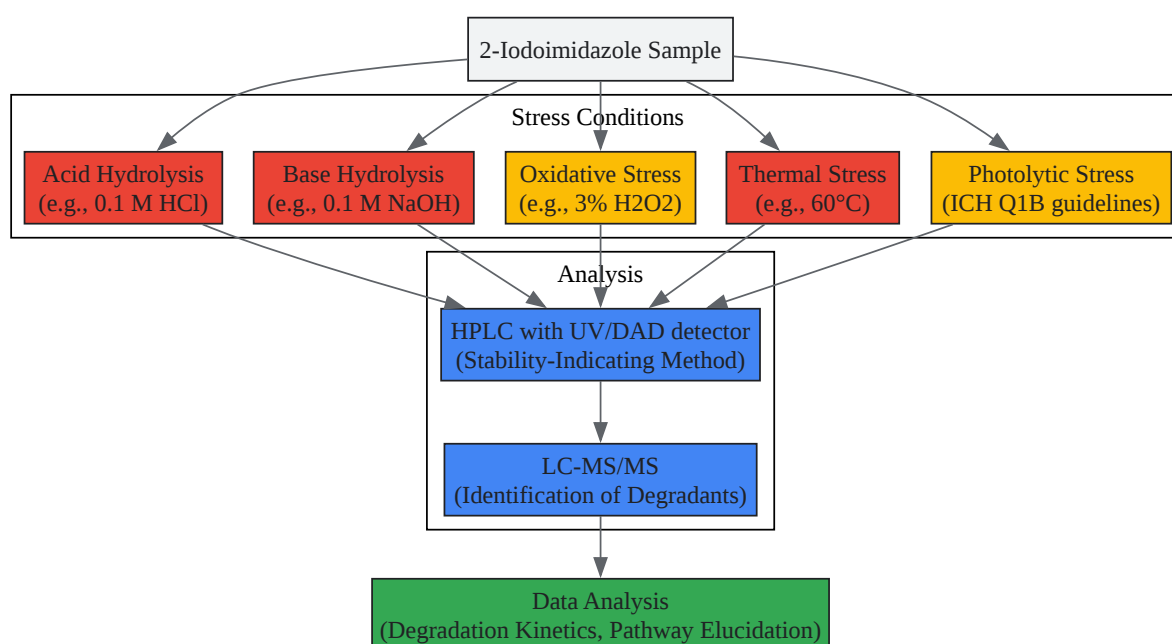 2-Iodoimidazole Sample
Stress Conditions
Acid Hydrolysis
(e.g., 0.1 M HCl)
Base Hydrolysis
(e.g., 0.1 M NaOH)
Oxidative Stress
(e.g., 3% H2O2)
Thermal Stress
(e.g., 60°C)
Photolytic Stress
(ICH Q1B guidelines)
Analysis
HPLC with UV/DAD detector
(Stability-Indicating Method)
LC-MS/MS
(Identification of Degradants)
Data Analysis
(Degradation Kinetics, Pathway Elucidation)